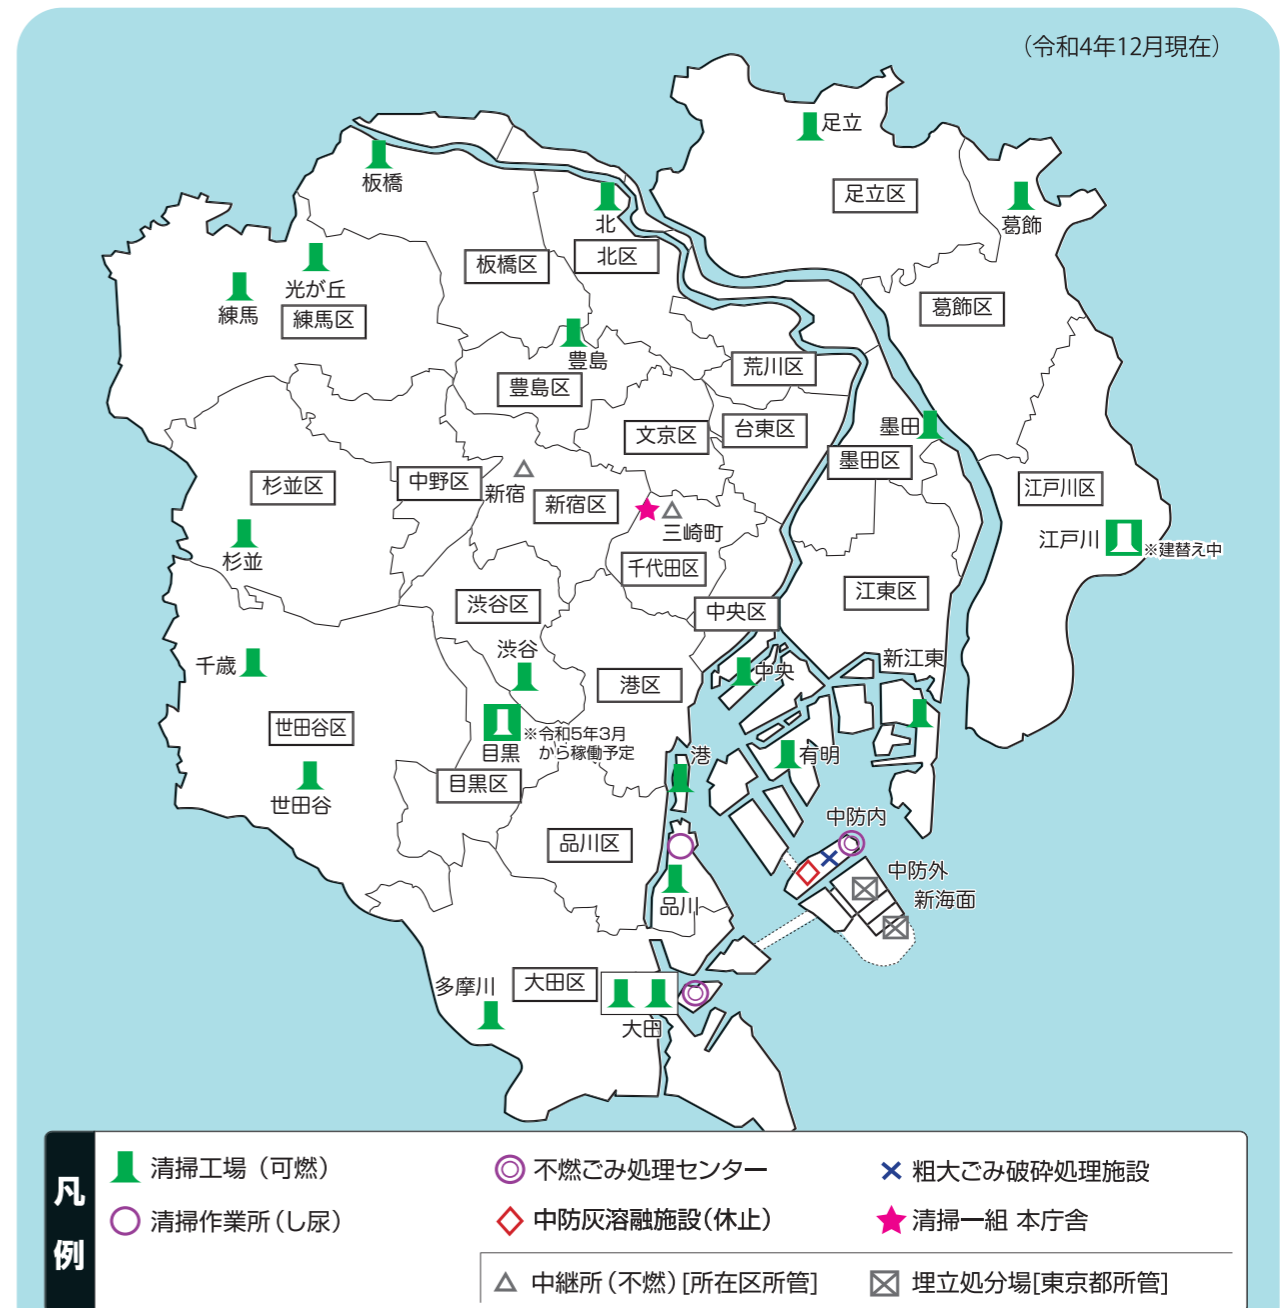 （令和4年12月現在）
足立
板橋
足立区
北
葛飾
北区
板橋区
光が丘
練馬
練馬区
葛飾区
豊島
荒川区
豊島区
台東区
文京区
墨田
墨田区
中野区
杉並区
新宿
新宿区
江戸川区
三崎町
江戸川
※建替え中
杉並
千代田区
渋谷区
江東区
中央区
渋谷
新江東
千歳
中央
港区
世田谷区
※令和5年3月
から稼働予定
目黒
港
有明
目黒区
世田谷
中防内
品川区
中防外
新海面
品川
多摩川
大田区
大田
凡例
清掃工場（可燃）
不燃ごみ処理センター
粗大ごみ破砕処理施設
清掃作業所（し尿）
中防灰溶融施設（休止）
清掃一組 本庁舎
中継所（不燃）[所在区所管]
埋立処分場[東京都所管]